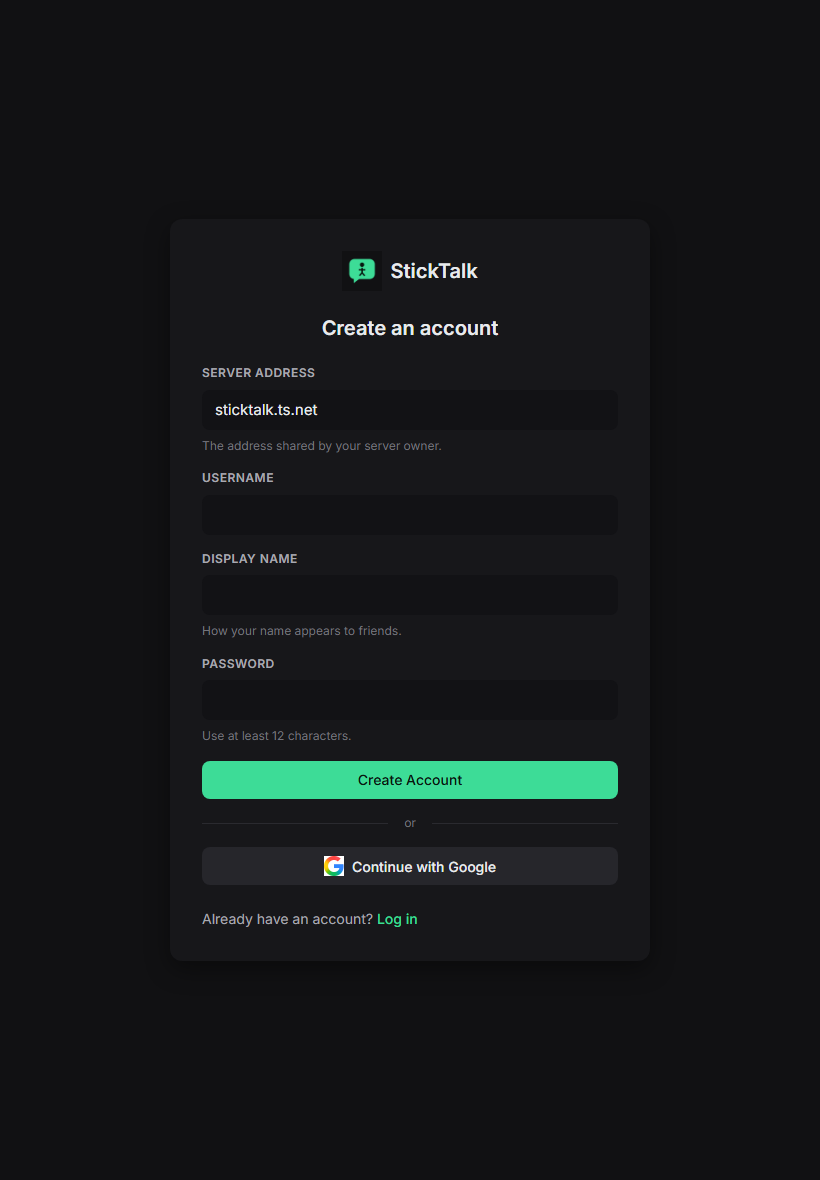 StickTalk
Create an account
SERVER ADDRESS
sticktalk.ts.net
The address shared by your server owner.
USERNAME
DISPLAY NAME
How your name appears to friends.
PASSWORD
Use at least 12 characters.
Create Account
or
Continue with Google
Already have an account? Log in